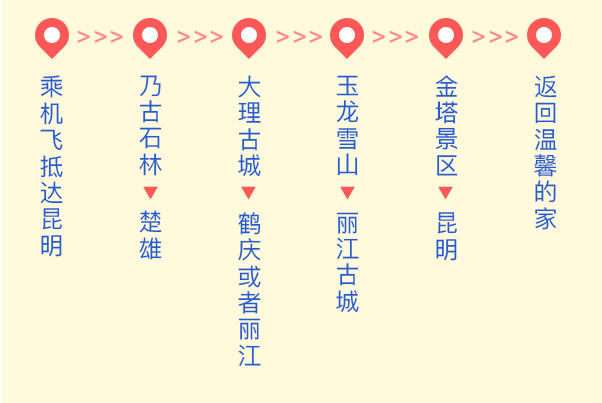 >>> >>> >>> >>> >>>
乘机飞抵达昆明
乃古石林
楚雄
大理古城
鹤庆或者丽江
玉龙雪山
丽江古城
金塔景区
昆明
返回温馨的家